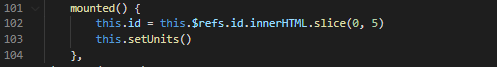 101 mounted() {
102 this.id = this.$refs.id.innerHTML.slice(0, 5)
103 this.setUnits()
104 },